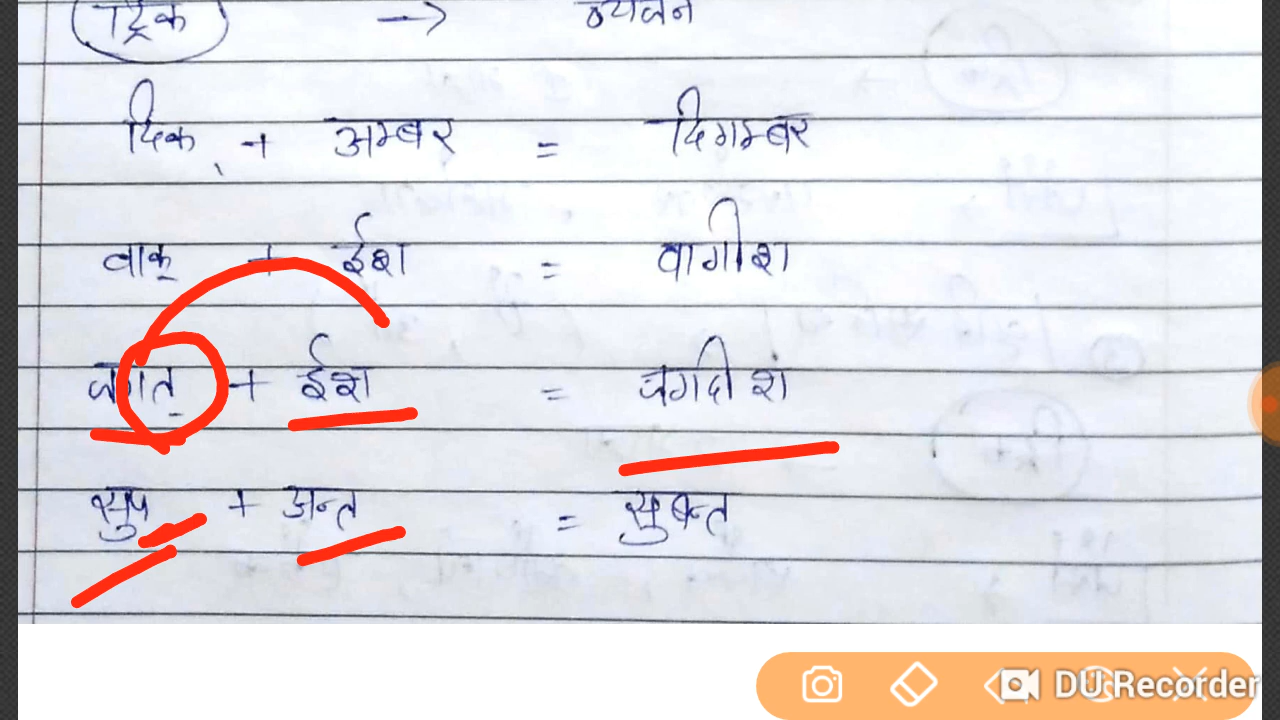 ट्रिक → व्यंजन
दिक + अम्बर = दिगम्बर
वाक् + ईश = वागीश
जगत् + ईश = जगदीश
सुप + अन्त = सुबन्त
DU Recorder